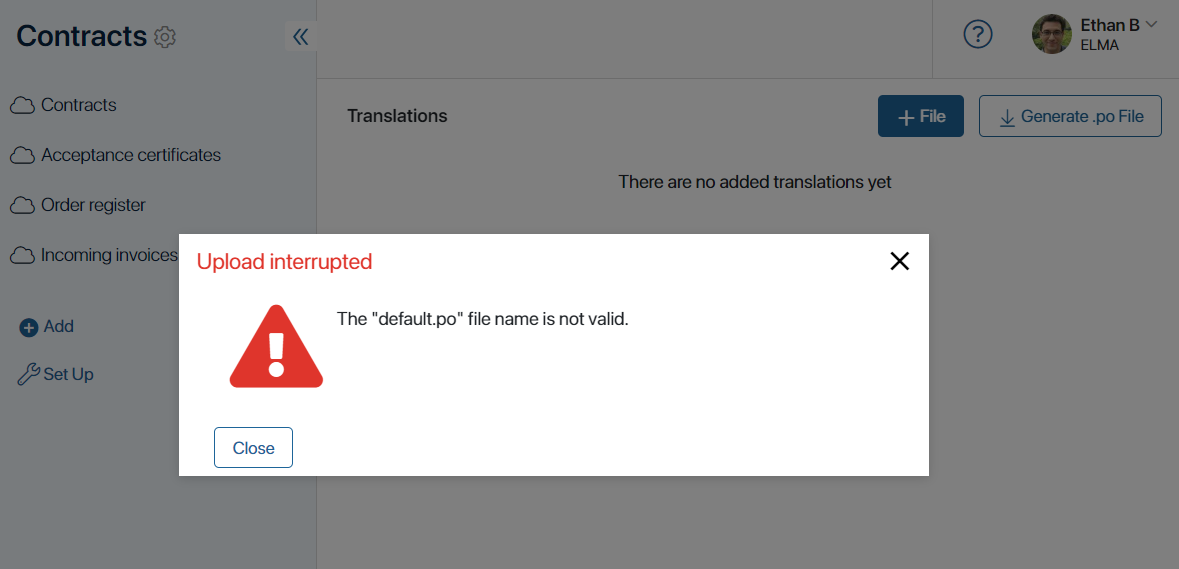 Contracts
Ethan B
ELMA
Contracts
Acceptance certificates
Order register
Incoming invoices
Add
Set Up
Translations
File
Generate .po File
There are no added translations yet
Upload interrupted
The "default.po" file name is not valid.
Close